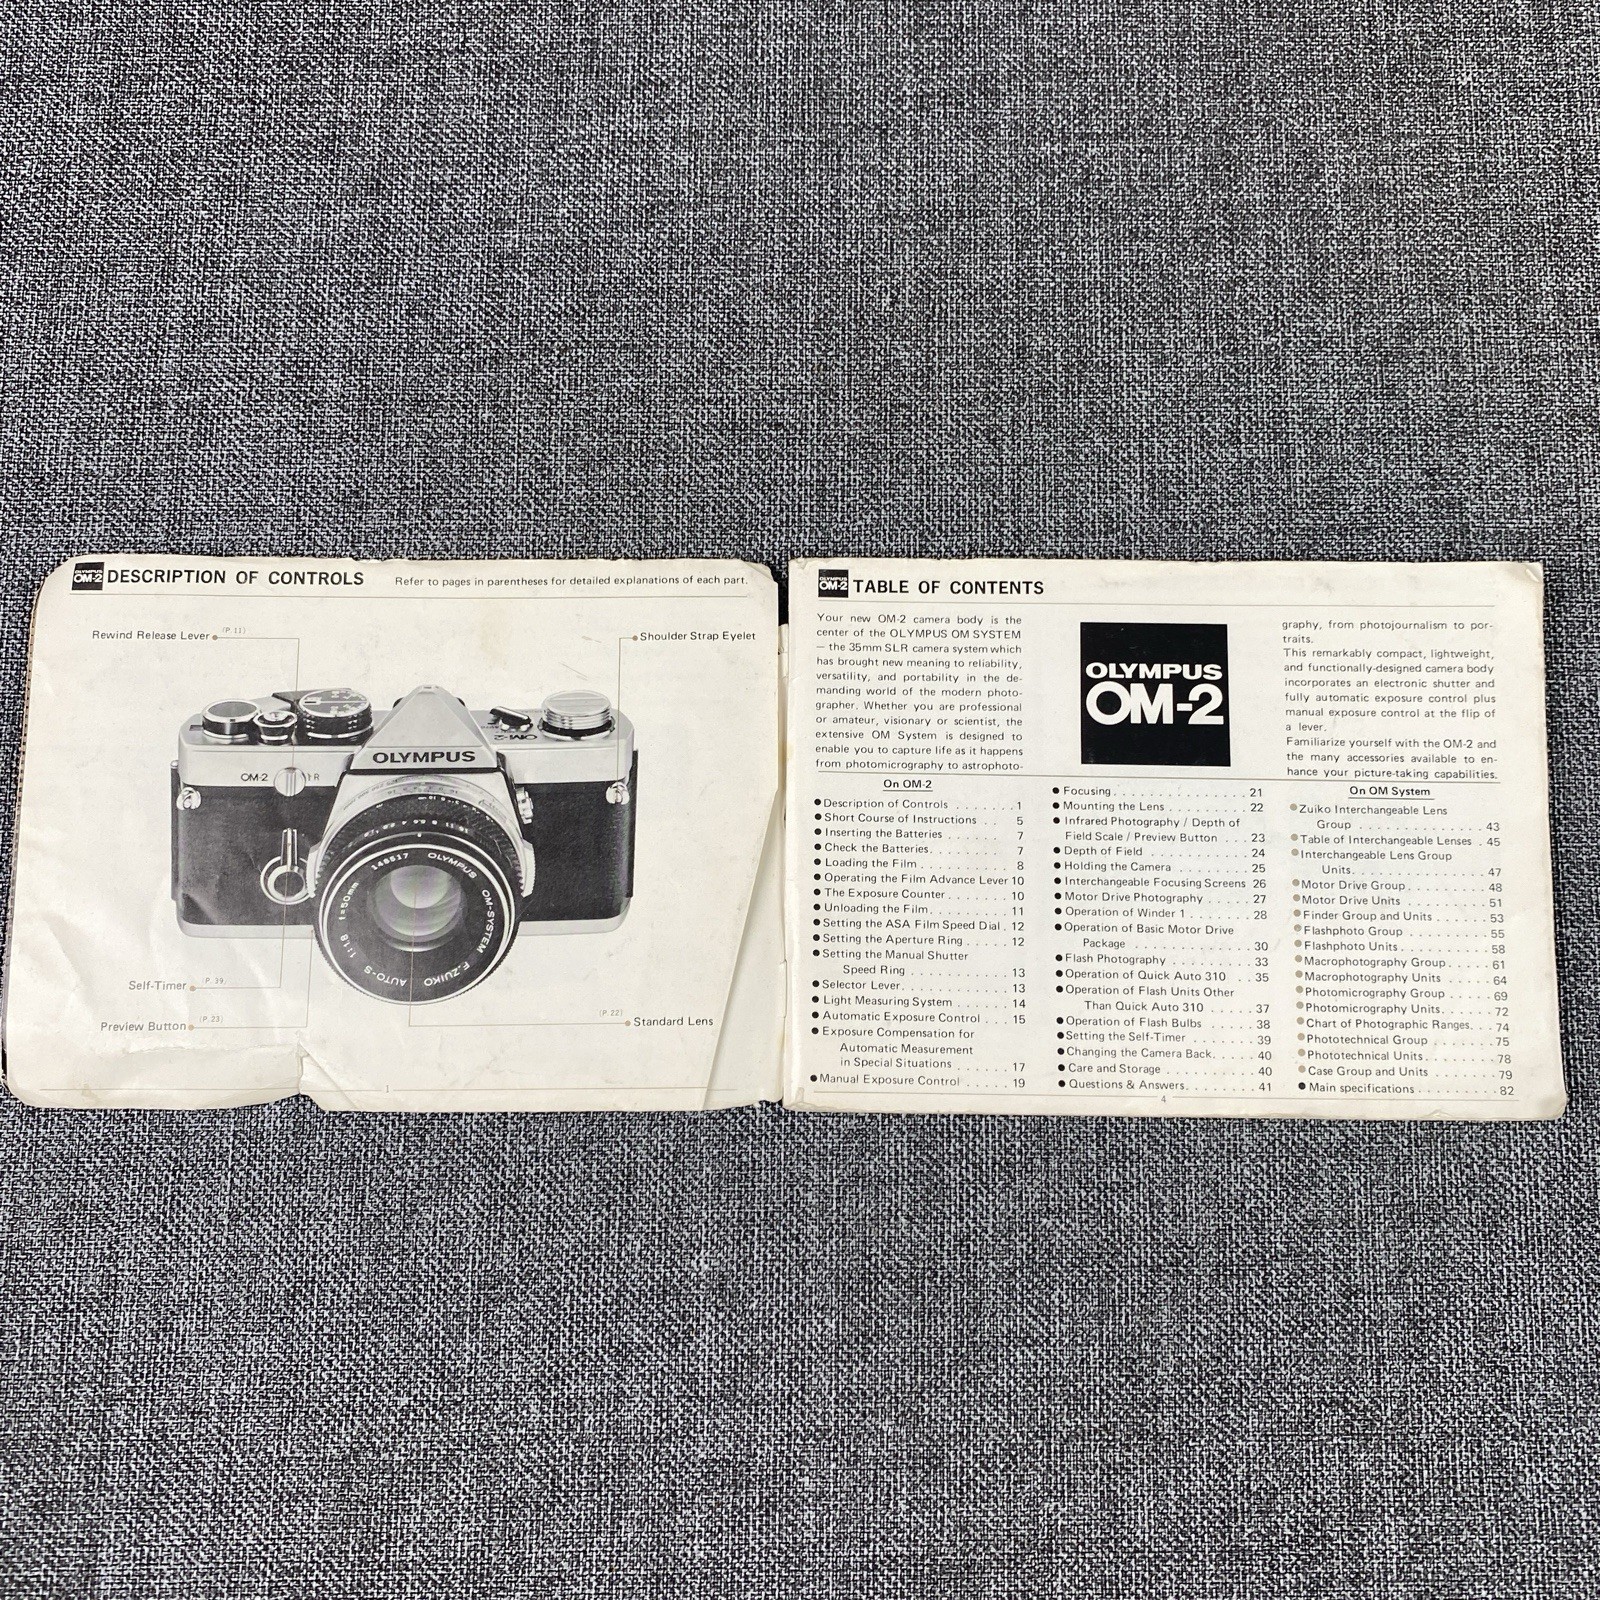 OLYMPUS
OM-2
DESCRIPTION OF CONTROLS
Refer to pages in parentheses for detailed explanations of each part.
Rewind Release Lever
(P.11)
Shoulder Strap Eyelet
OM-2
OLYMPUS
OM-2
R
OLYMPUS OM-SYSTEM F.ZUIKO AUTO-S 1:1.8 f=50mm
Self-Timer
(P. 39)
Preview Button
(P.23)
(P. 22)
Standard Lens
1
OLYMPUS
OM-2
TABLE OF CONTENTS
Your new OM-2 camera body is the
center of the OLYMPUS OM SYSTEM
— the 35mm SLR camera system which
has brought new meaning to reliability,
versatility, and portability in the de-
manding world of the modern photo-
grapher. Whether you are professional
or amateur, visionary or scientist, the
extensive OM System is designed to
enable you to capture life as it happens
from photomicrography to astrophoto-
OLYMPUS
OM-2
graphy, from photojournalism to por-
traits.
This remarkably compact, lightweight,
and functionally-designed camera body
incorporates an electronic shutter and
fully automatic exposure control plus
manual exposure control at the flip of
a lever.
Familiarize yourself with the OM-2 and
the many accessories available to en-
hance your picture-taking capabilities.
On OM-2
● Description of Controls . . . . . . . 1
● Short Course of Instructions . . 5
● Inserting the Batteries . . . . . . 7
● Check the Batteries. . . . . . . . 7
● Loading the Film . . . . . . . . . 8
● Operating the Film Advance Lever 10
● The Exposure Counter . . . . . 10
● Unloading the Film. . . . . . . . 11
● Setting the ASA Film Speed Dial . 12
● Setting the Aperture Ring . . . . 12
● Setting the Manual Shutter
Speed Ring . . . . . . . . . . 13
● Selector Lever. . . . . . . . . . . 13
● Light Measuring System . . . . . 14
● Automatic Exposure Control . . . 15
● Exposure Compensation for
Automatic Measurement
in Special Situations . . . . . . 17
● Manual Exposure Control . . . . . 19
● Focusing . . . . . . . . . . . . . . . 21
● Mounting the Lens . . . . . . . . 22
● Infrared Photography / Depth of
Field Scale / Preview Button . . . 23
● Depth of Field . . . . . . . . . . 24
● Holding the Camera . . . . . . . 25
● Interchangeable Focusing Screens 26
● Motor Drive Photography . . . . 27
● Operation of Winder 1 . . . . . . 28
● Operation of Basic Motor Drive
Package . . . . . . . . . . . . 30
● Flash Photography . . . . . . . . 33
● Operation of Quick Auto 310 . . 35
● Operation of Flash Units Other
Than Quick Auto 310 . . . . . 37
● Operation of Flash Bulbs . . . . 38
● Setting the Self-Timer . . . . . . 39
● Changing the Camera Back. . . . . 40
● Care and Storage . . . . . . . . . 40
● Questions & Answers. . . . . . . . 41
On OM System
● Zuiko Interchangeable Lens
Group . . . . . . . . . . . . . 43
● Table of Interchangeable Lenses . 45
● Interchangeable Lens Group
Units. . . . . . . . . . . . . . 47
● Motor Drive Group. . . . . . . . 48
● Motor Drive Units . . . . . . . . 51
● Finder Group and Units . . . . . 53
● Flashphoto Group . . . . . . . . 55
● Flashphoto Units . . . . . . . . . 58
● Macrophotography Group. . . . . 61
● Macrophotography Units . . . . 64
● Photomicrography Group . . . . 69
● Photomicrography Units. . . . . 72
● Chart of Photographic Ranges. . . 74
● Phototechnical Group . . . . . . 75
● Phototechnical Units . . . . . . . 78
● Case Group and Units . . . . . . 79
● Main specifications . . . . . . . . . 82
4